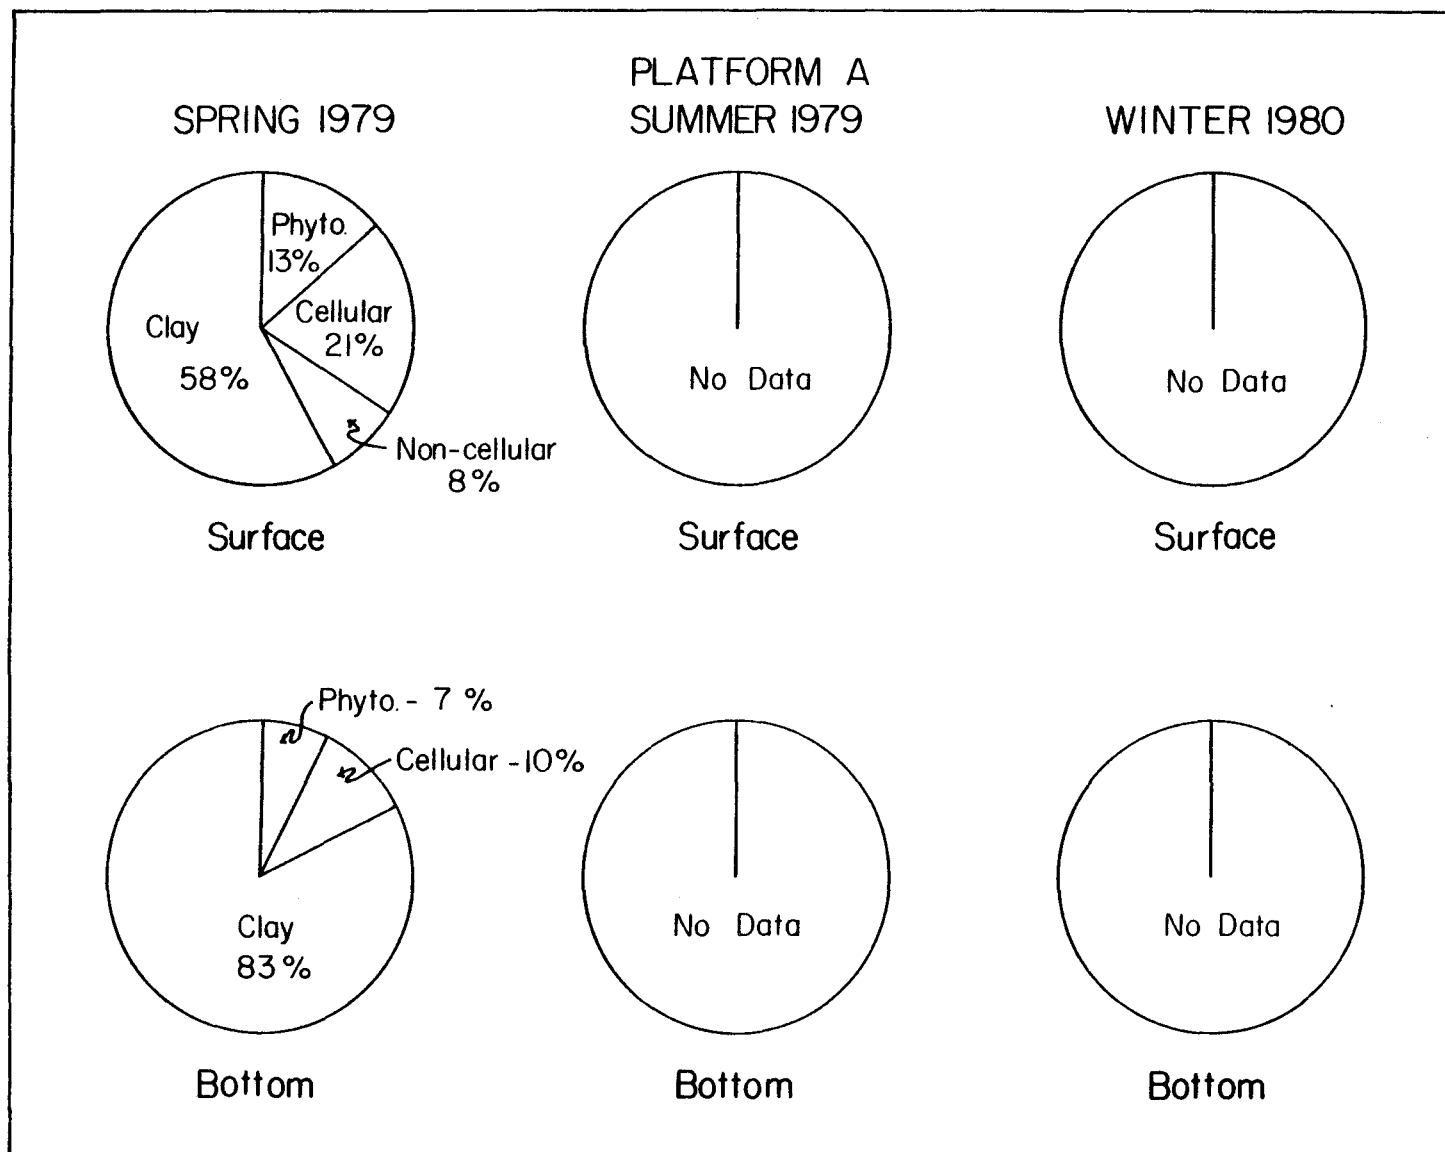 PLATFORM A
SPRING 1979
SUMMER 1979
WINTER 1980
Phyto.
13%
Cellular
21%
Clay
58%
Non-cellular
8%
No Data
No Data
Surface
Surface
Surface
Phyto. - 7 %
Cellular - 10%
Clay
83%
No Data
No Data
Bottom
Bottom
Bottom